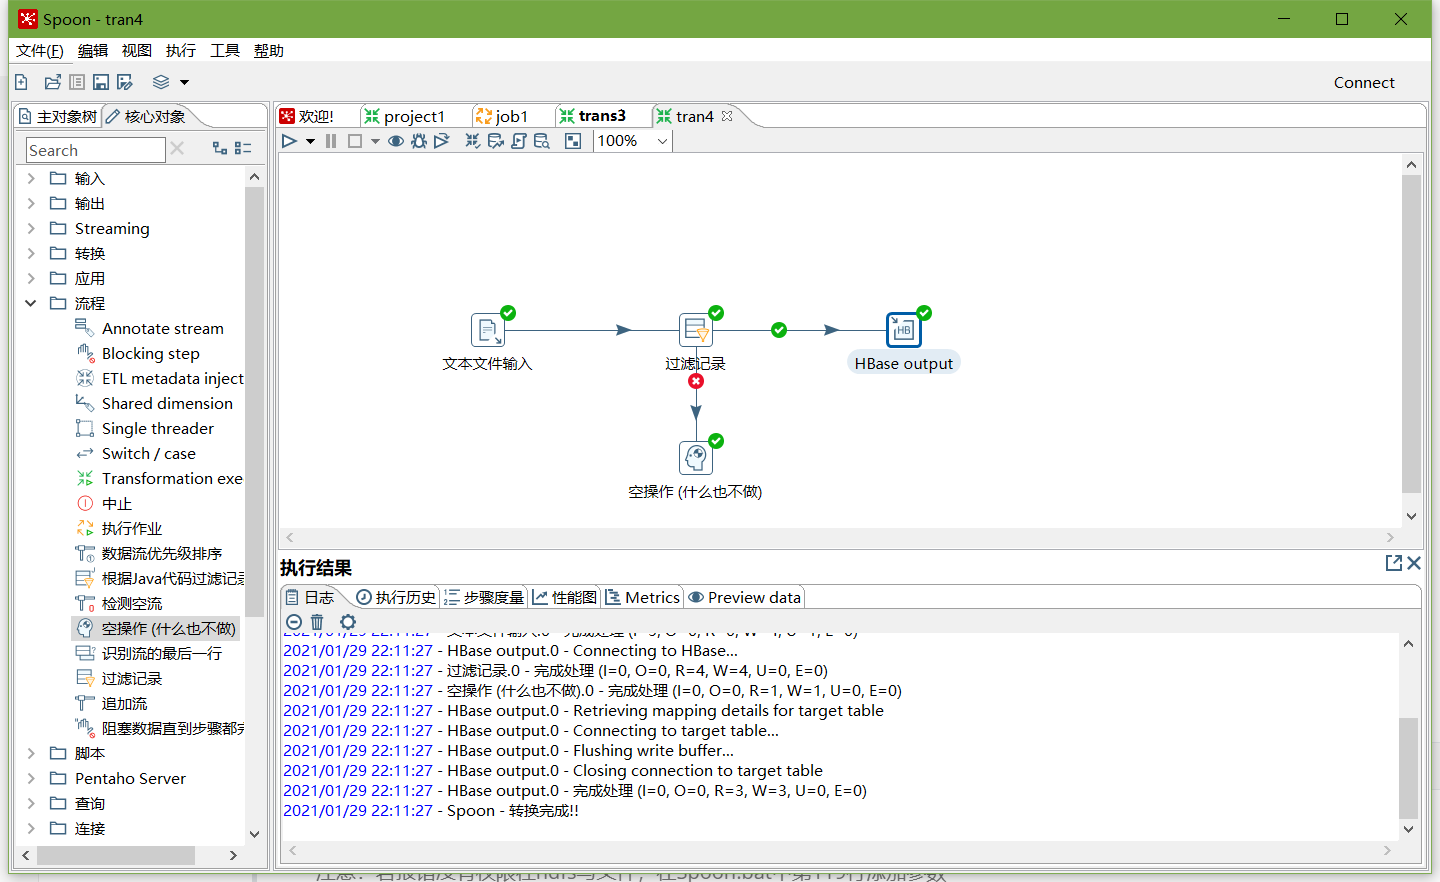 Spoon - tran4
文件(F) 编辑 视图 执行 工具 帮助
Connect
主对象树 核心对象
欢迎! project1 job1 trans3 tran4
100%
Search
输入
输出
Streaming
转换
应用
流程
Annotate stream
Blocking step
ETL metadata inject
Shared dimension
Single threader
Switch / case
Transformation exe
中止
执行作业
数据流优先级排序
根据Java代码过滤记录
检测空流
空操作 (什么也不做)
识别流的最后一行
过滤记录
追加流
阻塞数据直到步骤都完
脚本
Pentaho Server
查询
连接
文本文件输入
过滤记录
HB
HBase output
空操作 (什么也不做)
执行结果
日志 执行历史 步骤度量 性能图 Metrics Preview data
2021/01/29 22:11:27 - HBase output.0 - Connecting to HBase...
2021/01/29 22:11:27 - 过滤记录.0 - 完成处理 (I=0, O=0, R=4, W=4, U=0, E=0)
2021/01/29 22:11:27 - 空操作 (什么也不做).0 - 完成处理 (I=0, O=0, R=1, W=1, U=0, E=0)
2021/01/29 22:11:27 - HBase output.0 - Retrieving mapping details for target table
2021/01/29 22:11:27 - HBase output.0 - Connecting to target table...
2021/01/29 22:11:27 - HBase output.0 - Flushing write buffer...
2021/01/29 22:11:27 - HBase output.0 - Closing connection to target table
2021/01/29 22:11:27 - HBase output.0 - 完成处理 (I=0, O=0, R=3, W=3, U=0, E=0)
2021/01/29 22:11:27 - Spoon - 转换完成!!